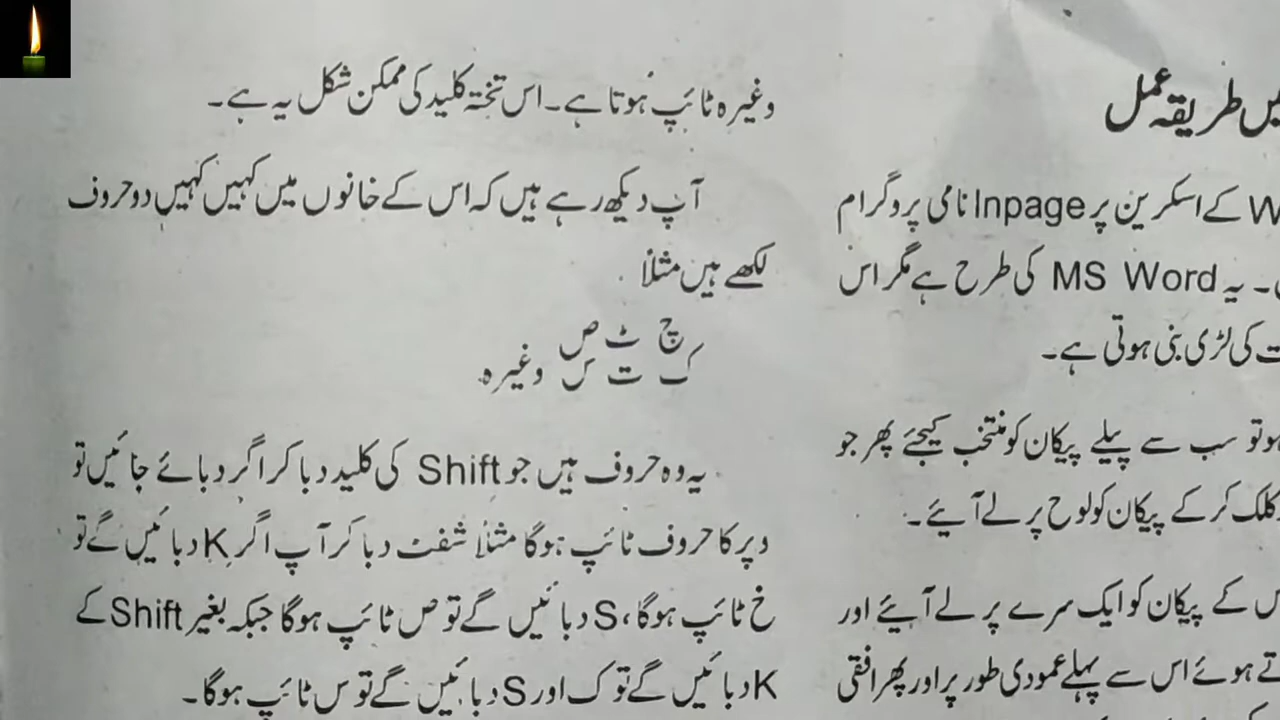 یں طریقہ عمل
کے اسکرین پر Inpage نامی پروگرام
۔ یہ MS Word کی طرح ہے مگر اس
کی لڑی بنی ہوتی ہے۔
ہو تو سب سے پہلے پیکان کو منتخب کیجئے پھر جو
کلک کر کے پیکان کو لوح پر لے آیئے۔
س کے پیکان کو ایک سرے پر لے آیئے اور
تے ہوئے اس سے پہلے عمودی طور پر اور پھر افقی
وغیرہ ٹائپ ہوتا ہے۔ اس تختہ کلید کی ممکن شکل یہ ہے۔
آپ دیکھ رہے ہیں کہ اس کے خانوں میں کہیں کہیں دو حروف
لکھے ہیں مثلاً
چ ٹ ص
ک ت س وغیرہ
یہ وہ حروف ہیں جو Shift کی کلید دبا کر اگر دبائے جائیں تو
وپر کا حروف ٹائپ ہوگا مثلاً شفٹ دبا کر آپ اگر K دبائیں گے تو
خ ٹائپ ہوگا، S دبائیں گے تو ص ٹائپ ہوگا جبکہ بغیر Shift کے
K دبائیں گے تو ک اور S دبائیں گے تو س ٹائپ ہوگا۔